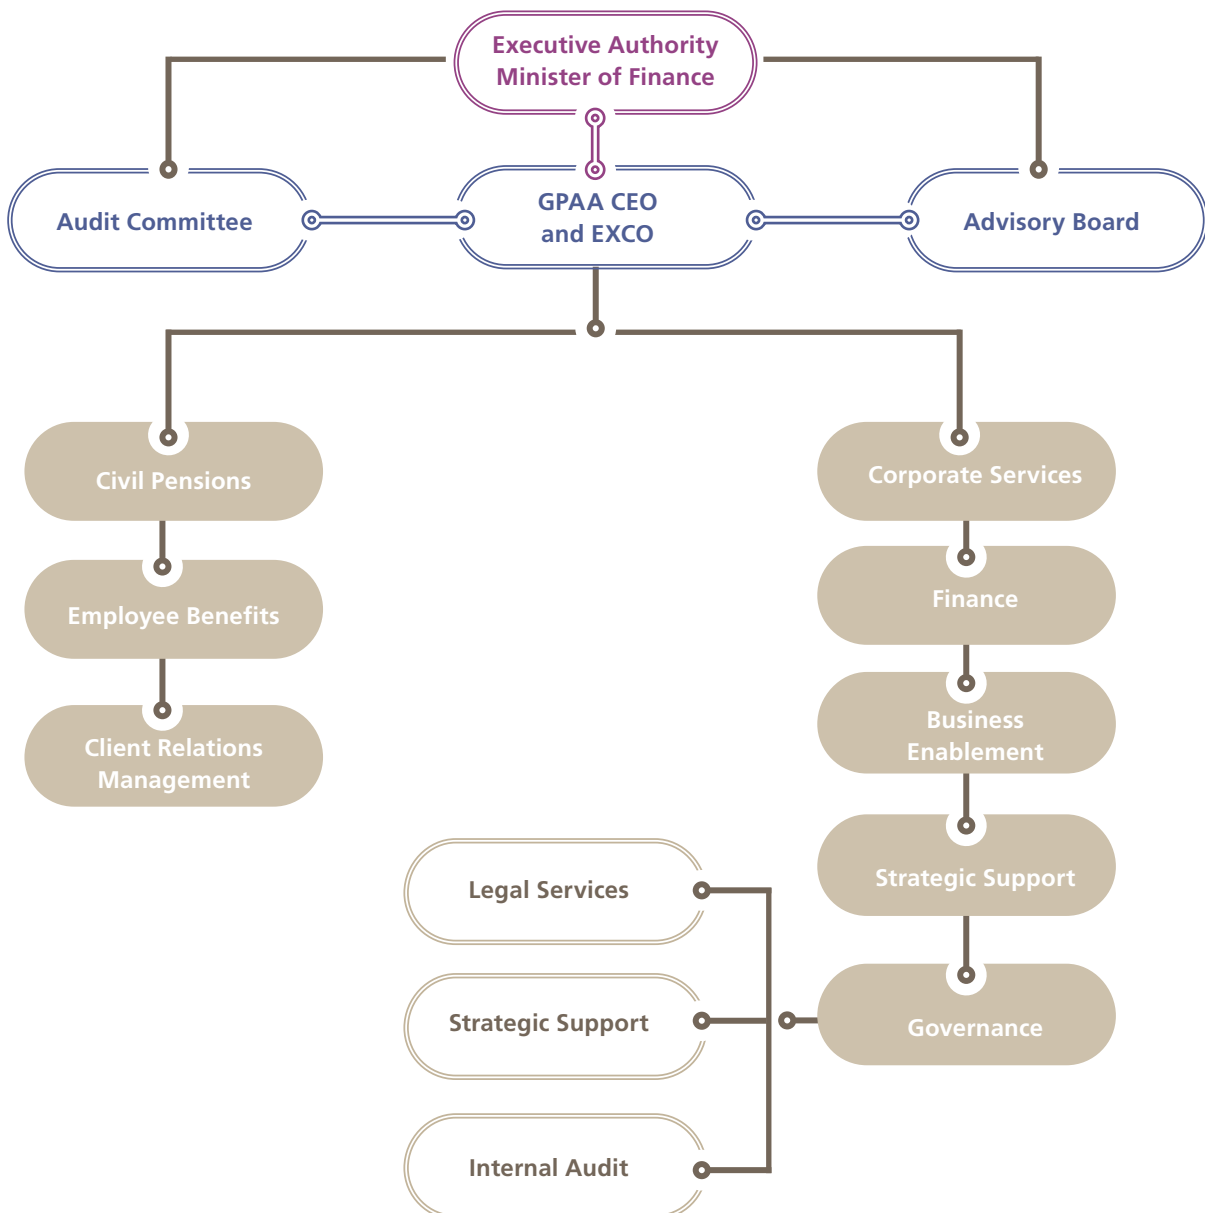 Executive Authority
Minister of Finance
Audit Committee
GPAA CEO
and EXCO
Advisory Board
Civil Pensions
Employee Benefits
Client Relations
Management
Corporate Services
Finance
Business
Enablement
Strategic Support
Governance
Legal Services
Strategic Support
Internal Audit